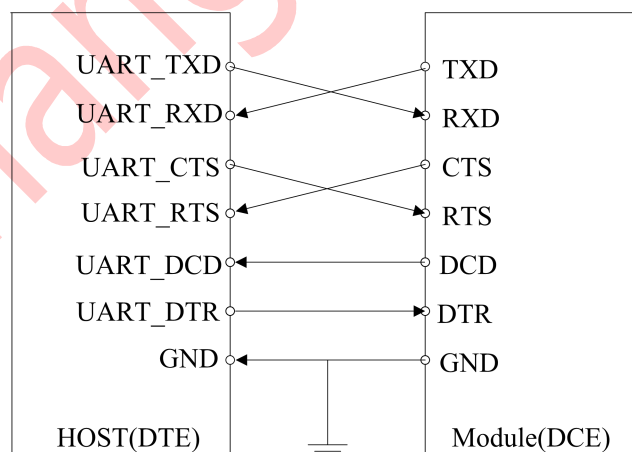 UART_TXD
TXD
UART_RXD
RXD
UART_CTS
CTS
UART_RTS
RTS
UART_DCD
DCD
UART_DTR
DTR
GND
GND
HOST(DTE)
Module(DCE)